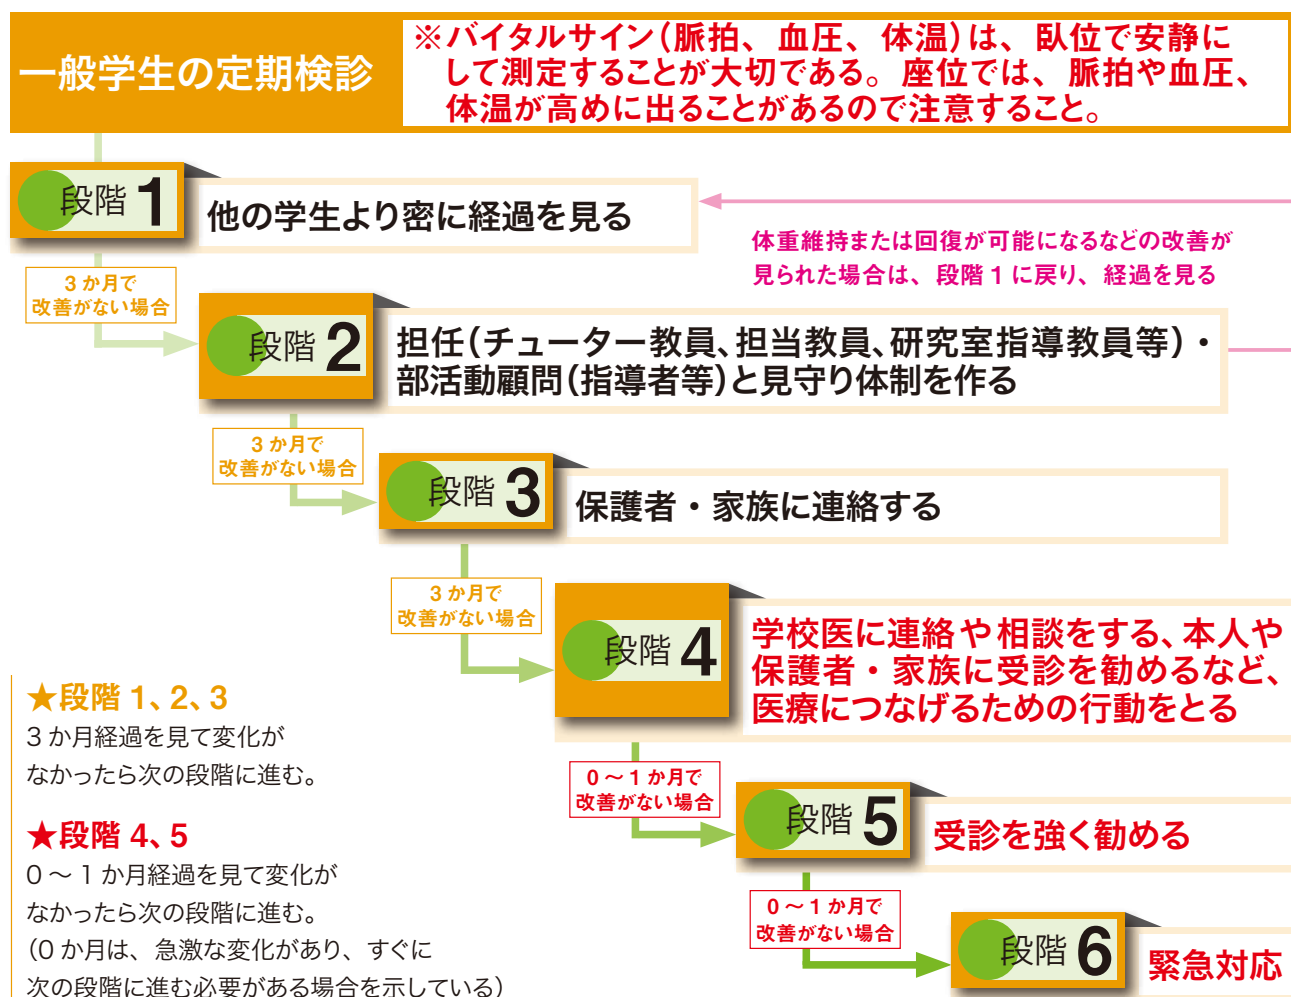 一般学生の定期検診
※バイタルサイン（脈拍、血圧、体温）は、臥位で安静に
して測定することが大切である。座位では、脈拍や血圧、
体温が高めに出ることがあるので注意すること。
段階 1
他の学生より密に経過を見る
体重維持または回復が可能になるなどの改善が
見られた場合は、段階 1 に戻り、経過を見る
3 か月で
改善がない場合
段階 2
担任（チューター教員、担当教員、研究室指導教員等）・
部活動顧問（指導者等）と見守り体制を作る
3 か月で
改善がない場合
段階 3
保護者・家族に連絡する
3 か月で
改善がない場合
段階 4
学校医に連絡や相談をする、本人や
保護者・家族に受診を勧めるなど、
医療につなげるための行動をとる
★段階 1、2、3
3 か月経過を見て変化が
なかったら次の段階に進む。
0 ～ 1 か月で
改善がない場合
段階 5
受診を強く勧める
★段階 4、5
0 ～ 1 か月経過を見て変化が
なかったら次の段階に進む。
（0 か月は、急激な変化があり、すぐに
次の段階に進む必要がある場合を示している）
0 ～ 1 か月で
改善がない場合
段階 6
緊急対応